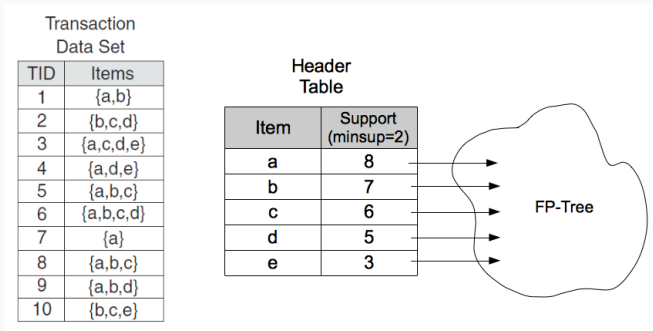 Transaction
Data Set
TID Items
1 {a,b}
2 {b,c,d}
3 {a,c,d,e}
4 {a,d,e}
5 {a,b,c}
6 {a,b,c,d}
7 {a}
8 {a,b,c}
9 {a,b,d}
10 {b,c,e}
Header
Table
Item Support
(minsup=2)
a 8
b 7
c 6
d 5
e 3
FP-Tree